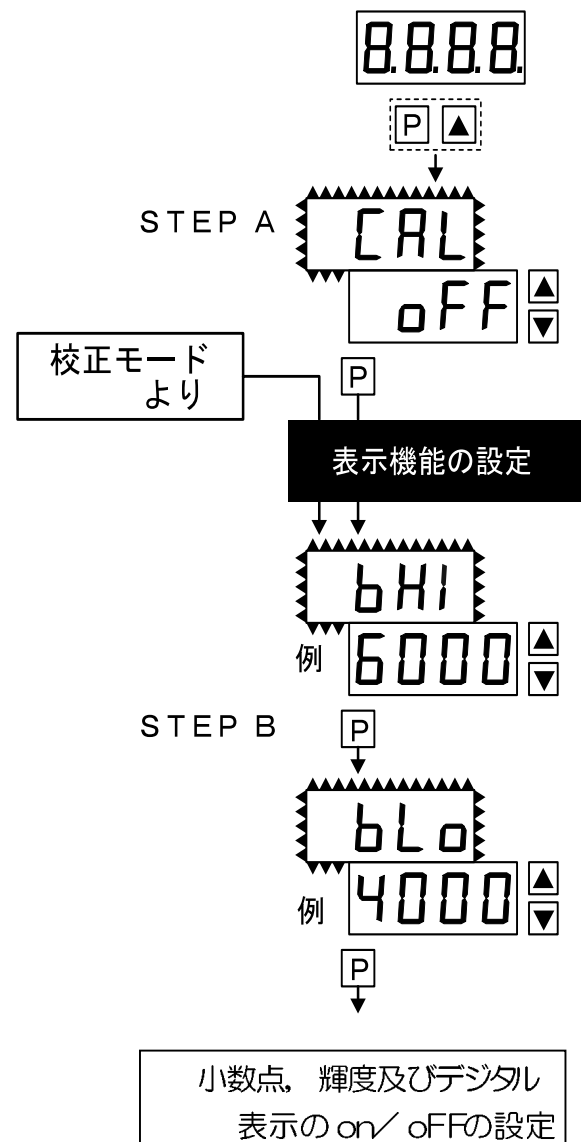 8.8.8.8.
P ▲
STEP A
CAL
oFF
▲
▼
校正モード
より
P
表示機能の設定
bHI
例
6000
▲
▼
STEP B
P
bLo
例
4000
▲
▼
P
小数点, 輝度及びデジタル
表示の on/ oFFの設定